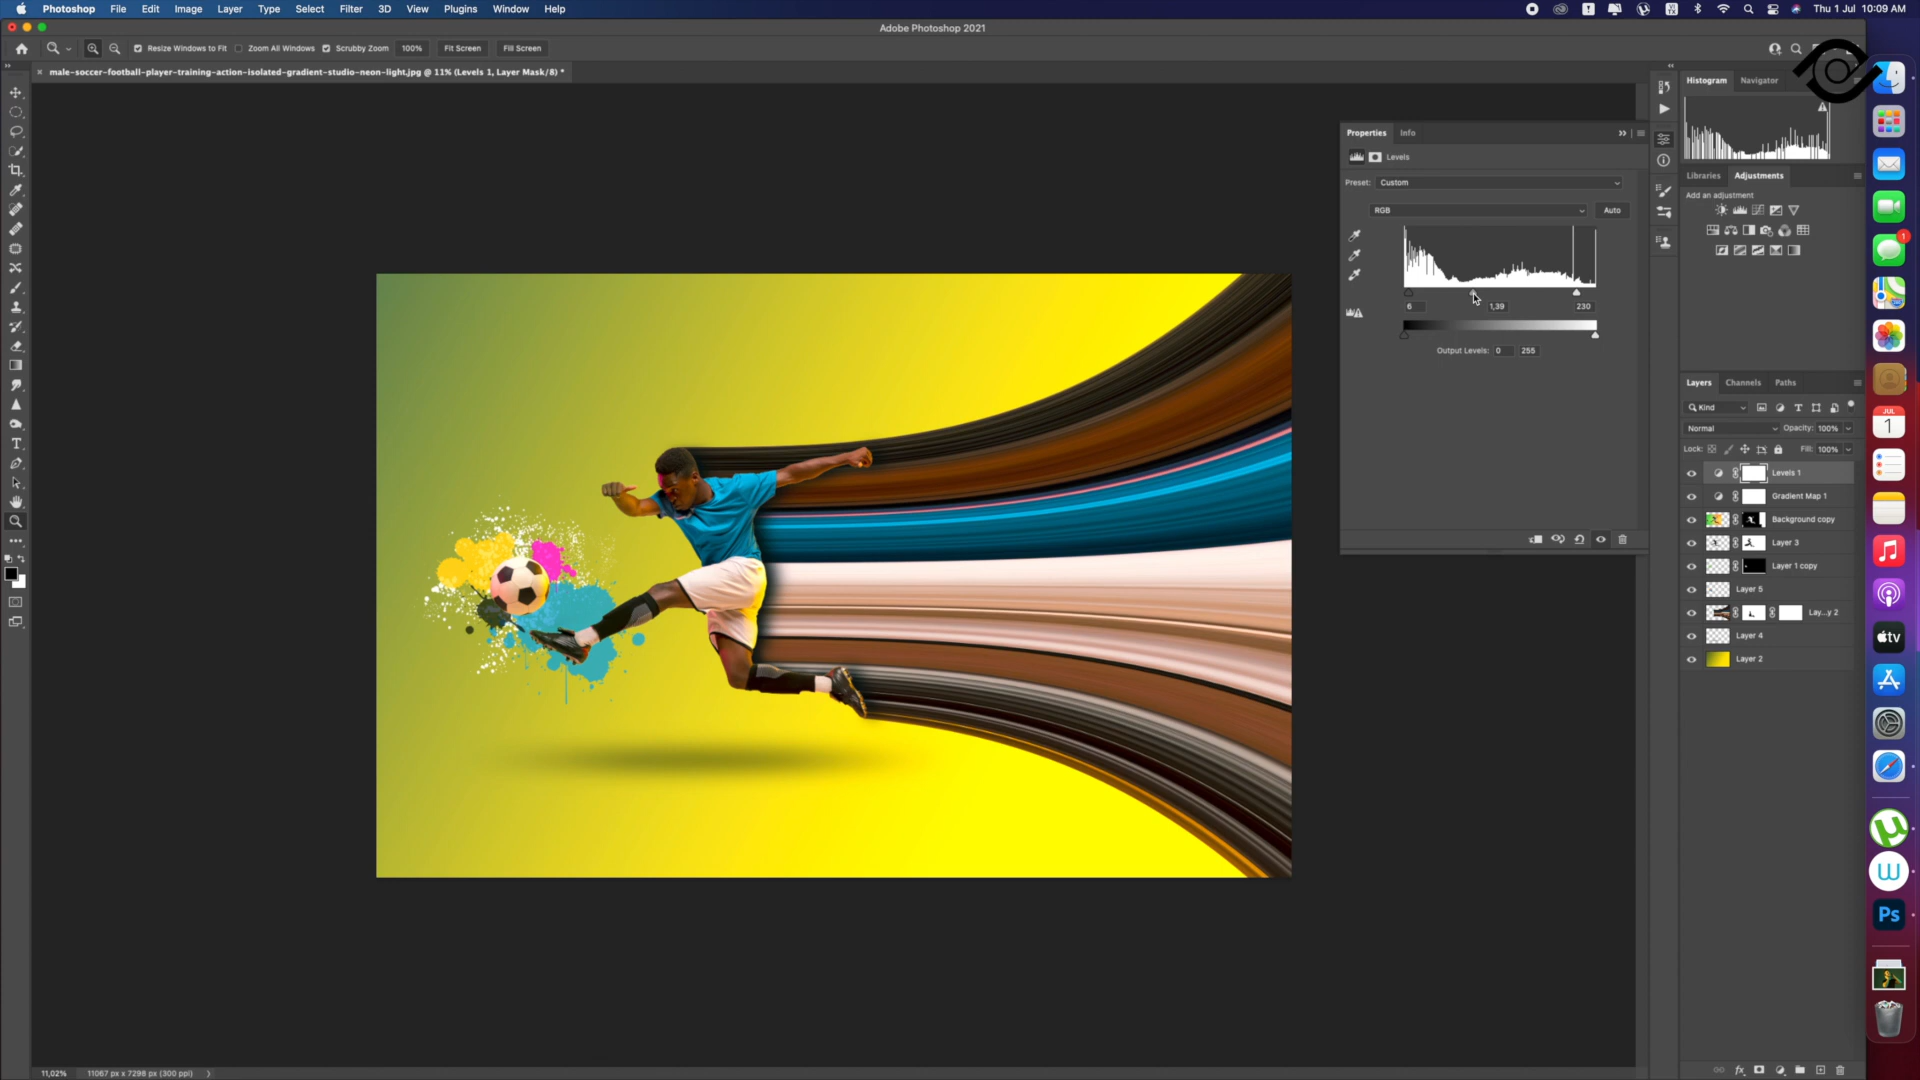 Photoshop File Edit Image Layer Type Select Filter 3D View Plugins Window Help
Thu 1 Jul 10:09 AM
Adobe Photoshop 2021
Resize Windows to Fit Zoom All Windows Scrubby Zoom 100% Fit Screen Fill Screen
male-soccer-football-player-training-action-isolated-gradient-studio-neon-light.jpg @ 11% (Levels 1, Layer Mask/8) *
Histogram Navigator
Properties Info
Levels
Preset: Custom
RGB Auto
6 1,39 230
Output Levels: 0 255
Libraries Adjustments
Add an adjustment
Layers Channels Paths
Kind
Normal Opacity: 100%
Lock: Fill: 100%
Levels 1
Gradient Map 1
Background copy
Layer 3
Layer 1 copy
Layer 5
Lay...y 2
Layer 4
Layer 2
1
JUL
1
tv
Ps
11,02% 11067 px x 7298 px (300 ppi)